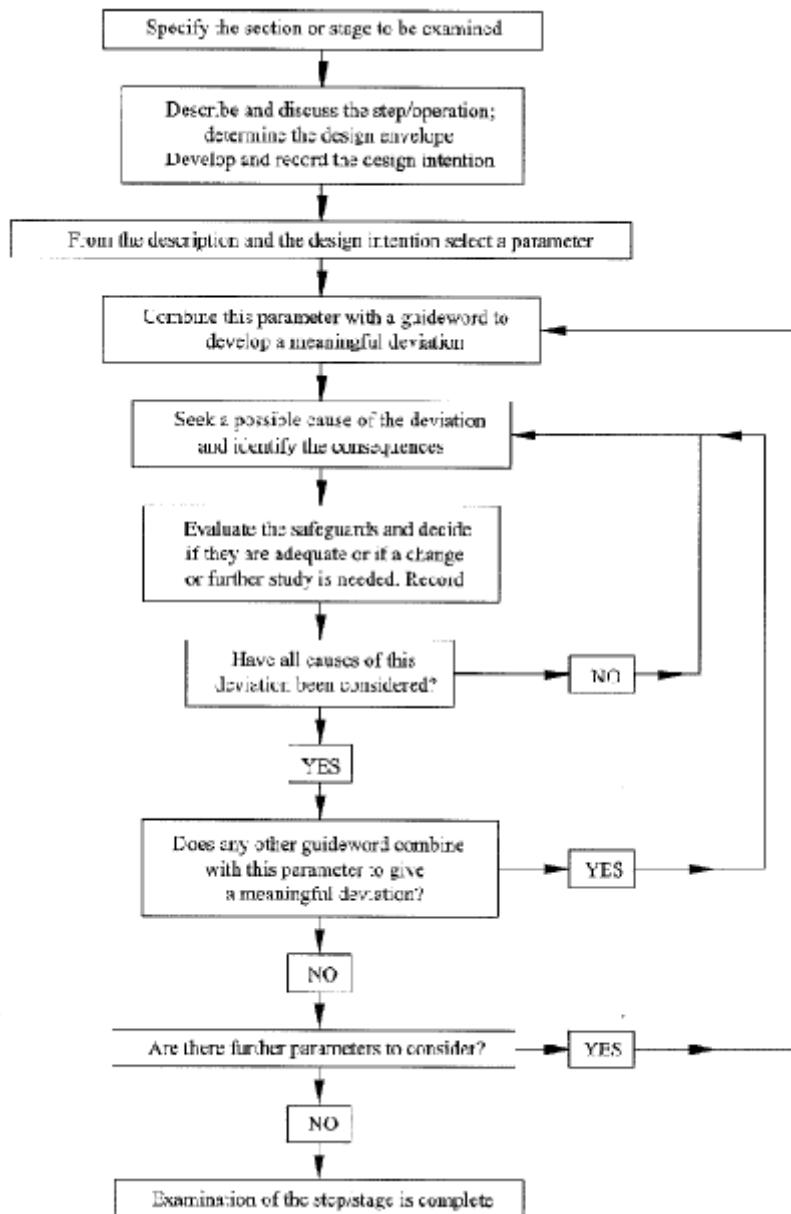 Specify the section or stage to be examined
Describe and discuss the step/operation;
determine the design envelope
Develop and record the design intention
From the description and the design intention select a parameter
Combine this parameter with a guideword to
develop a meaningful deviation
Seek a possible cause of the deviation
and identify the consequences
Evaluate the safeguards and decide
if they are adequate or if a change
or further study is needed. Record
Have all causes of this
deviation been considered?
NO
YES
Does any other guideword combine
with this parameter to give
a meaningful deviation?
YES
NO
Are there further parameters to consider?
YES
NO
Examination of the step/stage is complete